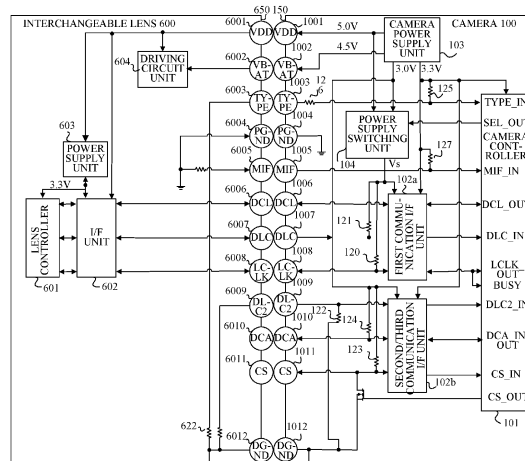 INTERCHANGEABLE LENS 600
650
150
CAMERA 100
6001
VDD
VDD
1001
5.0V
CAMERA
POWER
SUPPLY
UNIT
103
DRIVING
CIRCUIT
UNIT
604
6002
VB-
AT
VB-
AT
1002
4.5V
3.0V
3.3V
6003
TY-
PE
TY-
PE
1003
12
6
125
TYPE_IN
6004
PG-
ND
PG-
ND
1004
POWER
SUPPLY
SWITCHING
UNIT
104
SEL_OUT
CAMERA
CONT-
ROLLER
603
POWER
SUPPLY
UNIT
6005
MIF
MIF
1005
127
MIF_IN
3.3V
Vs
102a
6006
DCL
DCL
1006
DCL_OUT
LENS
CONTROLLER
601
I/F
UNIT
602
6007
DLC
DLC
1007
121
FIRST COMMU-
NICATION I/F
UNIT
DLC_IN
6008
LC-
LK
LC-
LK
1008
120
LCLK
OUT
BUSY
6009
DL-
C2
DL-
C2
1009
122
DLC2_IN
6010
DCA
DCA
1010
124
SECOND/THIRD
COMMUNICATION
I/F UNIT
102b
DCA_IN
OUT
6011
CS
CS
1011
123
CS_IN
CS_OUT
101
622
6012
DG-
ND
DG-
ND
1012